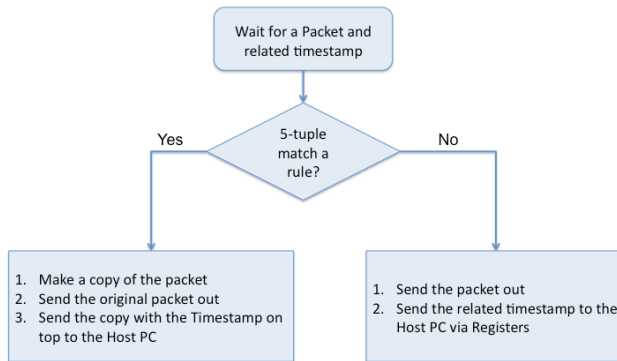 Wait for a Packet and
related timestamp
5-tuple
match a
rule?
Yes
No
1. Make a copy of the packet
2. Send the original packet out
3. Send the copy with the Timestamp on
top to the Host PC
1. Send the packet out
2. Send the related timestamp to the
Host PC via Registers